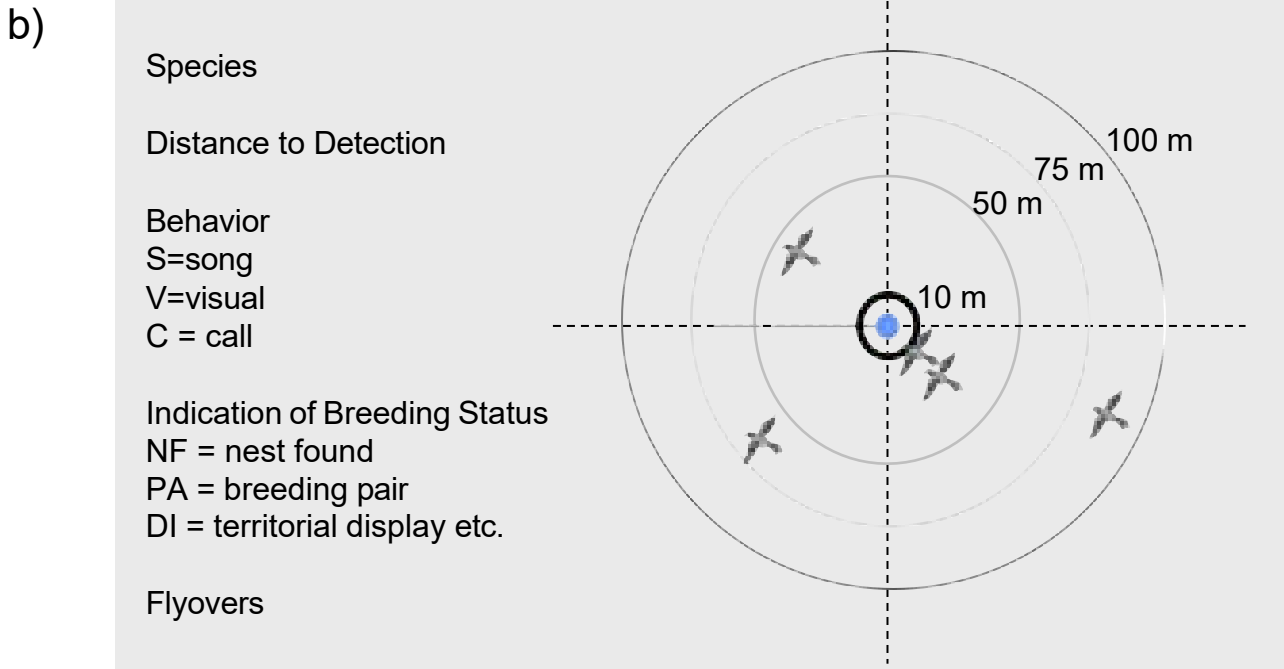 b)
Species
Distance to Detection
Behavior
S=song
V=visual
C = call
Indication of Breeding Status
NF = nest found
PA = breeding pair
DI = territorial display etc.
Flyovers
100 m
75 m
50 m
10 m